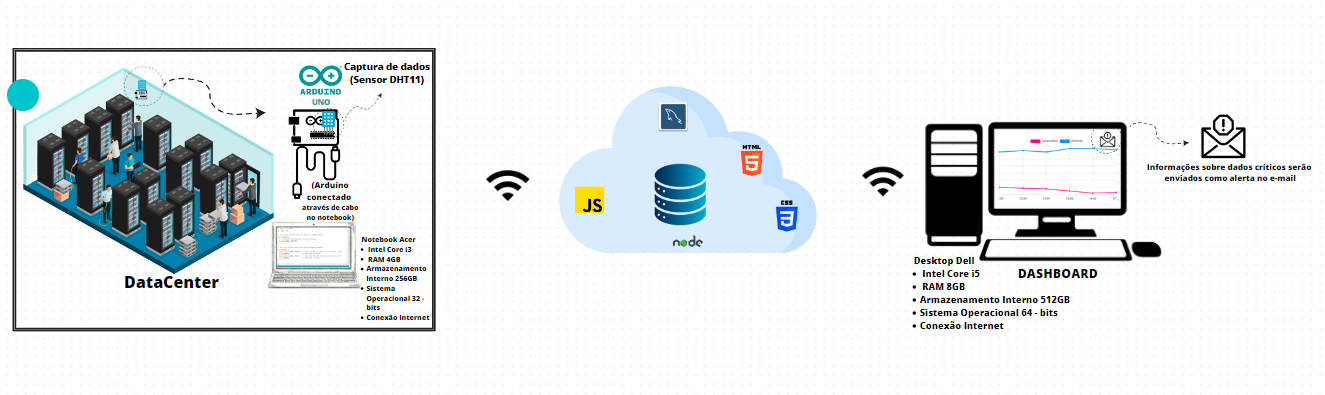 Captura de dados
(Sensor DHT11)
ARDUINO
UNO
(Arduíno
conectado
através de cabo
no notebook)
DataCenter
Notebook Acer
• Intel Core i3
• RAM 4GB
• Armazenamento
Interno 256GB
• Sistema
Operacional 32 -
bits
• Conexão Internet
HTML
5
JS
CSS
3
node
Desktop Dell
• Intel Core i5
• RAM 8GB
• Armazenamento Interno 512GB
• Sistema Operacional 64 - bits
• Conexão Internet
DASHBOARD
Informações sobre dados críticos serão
enviados como alerta no e-mail